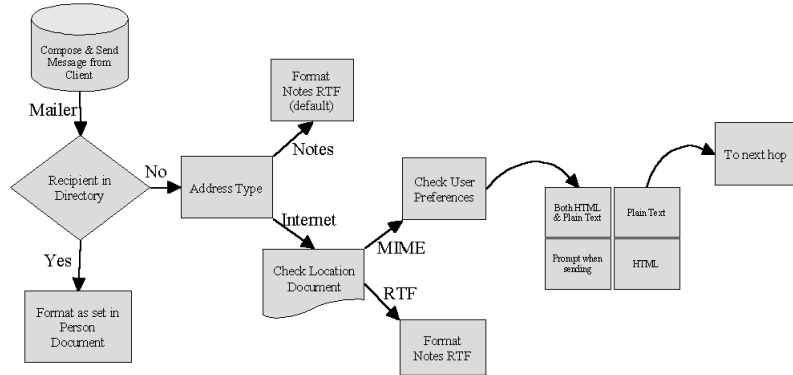 Compose & Send
Message from
Client
Mailer
Recipient in
Directory
No
Yes
Format as set in
Person
Document
Address Type
Format
Notes RTF
(default)
Notes
Internet
Check Location
Document
MIME
RTF
Check User
Preferences
Format
Notes RTF
Both HTML
& Plain Text
Plain Text
Prompt when
sending
HTML
To next hop